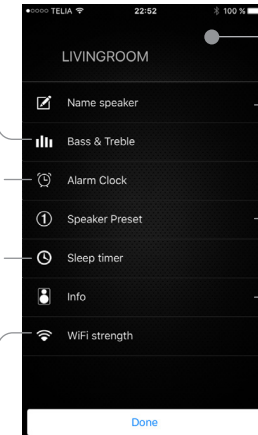 TELIA 22:52 100 %
LIVINGROOM
Name speaker
Bass & Treble
Alarm Clock
1 Speaker Preset
Sleep timer
Info
WiFi strength
Done